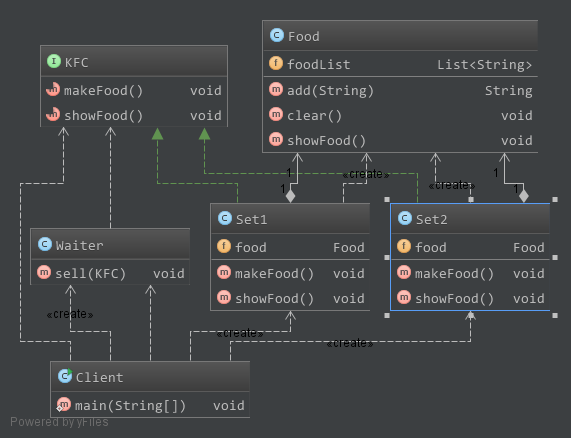 KFC
makeFood() void
showFood() void
Food
foodList List<String>
add(String) String
clear() void
showFood() void
1
«create»
«create»
1
1
1
Set1
food Food
makeFood() void
showFood() void
Set2
food Food
makeFood() void
showFood() void
Waiter
sell(KFC) void
«create»
«create»
«create»
Client
main(String[]) void
Powered by yFiles